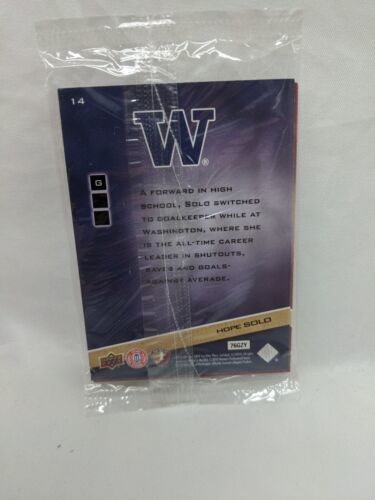 14
W
®
G
A FORWARD IN HIGH
SCHOOL, SOLO SWITCHED
TO GOALKEEPER WHILE AT
WASHINGTON, WHERE SHE
IS THE ALL-TIME CAREER
LEADER IN SHUTOUTS,
SAVES AND GOALS-
AGAINST AVERAGE.
HOPE SOLO
76GZY